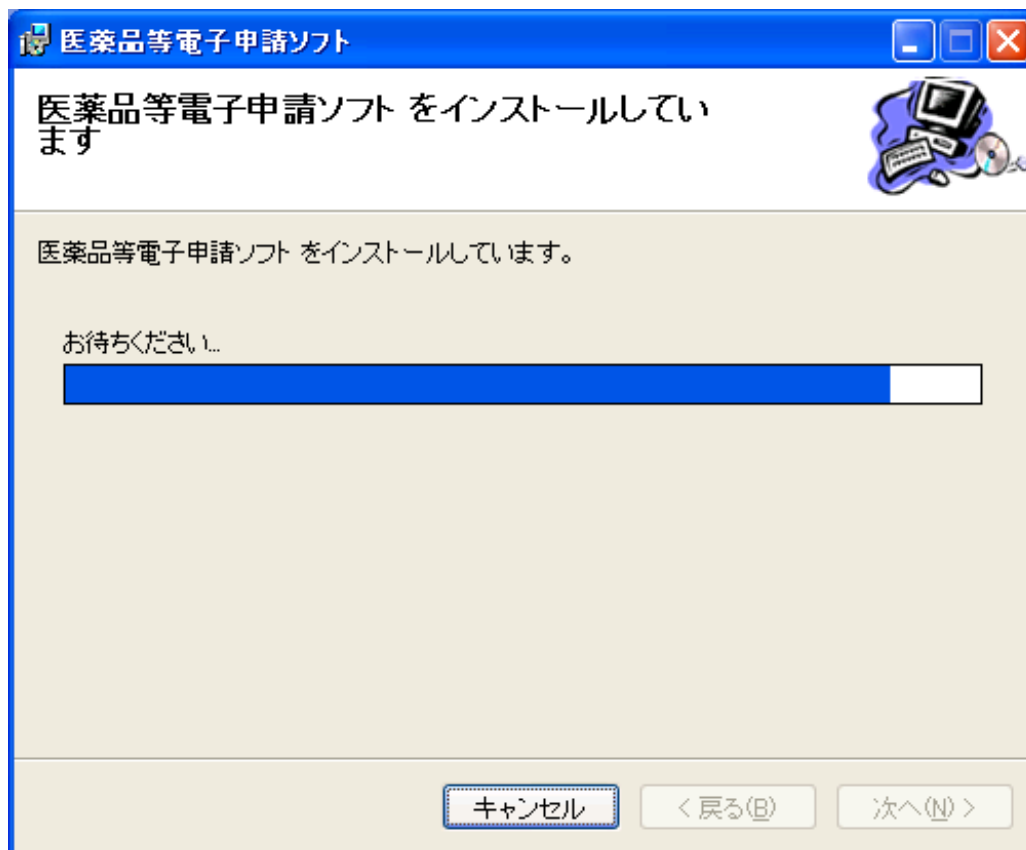 医薬品等電子申請ソフト
医薬品等電子申請ソフト をインストールしてい
ます
医薬品等電子申請ソフト をインストールしています。
お待ちください...
キャンセル
< 戻る(B)
次へ(N) >